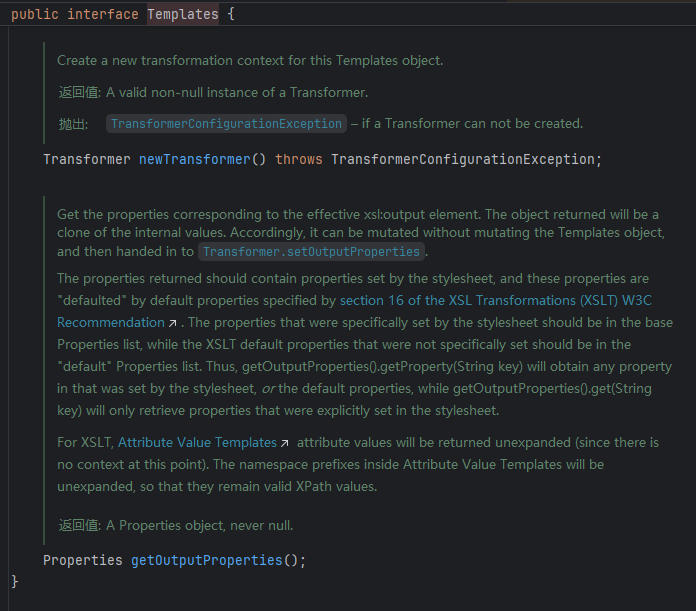 public interface Templates {
Create a new transformation context for this Templates object.
返回值: A valid non-null instance of a Transformer.
抛出: TransformerConfigurationException – if a Transformer can not be created.
Transformer newTransformer() throws TransformerConfigurationException;
Get the properties corresponding to the effective xsl:output element. The object returned will be a
clone of the internal values. Accordingly, it can be mutated without mutating the Templates object,
and then handed in to Transformer.setOutputProperties.
The properties returned should contain properties set by the stylesheet, and these properties are
"defaulted" by default properties specified by section 16 of the XSL Transformations (XSLT) W3C
Recommendation ↗ . The properties that were specifically set by the stylesheet should be in the base
Properties list, while the XSLT default properties that were not specifically set should be in the
"default" Properties list. Thus, getOutputProperties().getProperty(String key) will obtain any property
in that was set by the stylesheet, or the default properties, while getOutputProperties().get(String
key) will only retrieve properties that were explicitly set in the stylesheet.
For XSLT, Attribute Value Templates ↗ attribute values will be returned unexpanded (since there is
no context at this point). The namespace prefixes inside Attribute Value Templates will be
unexpanded, so that they remain valid XPath values.
返回值: A Properties object, never null.
Properties getOutputProperties();
}